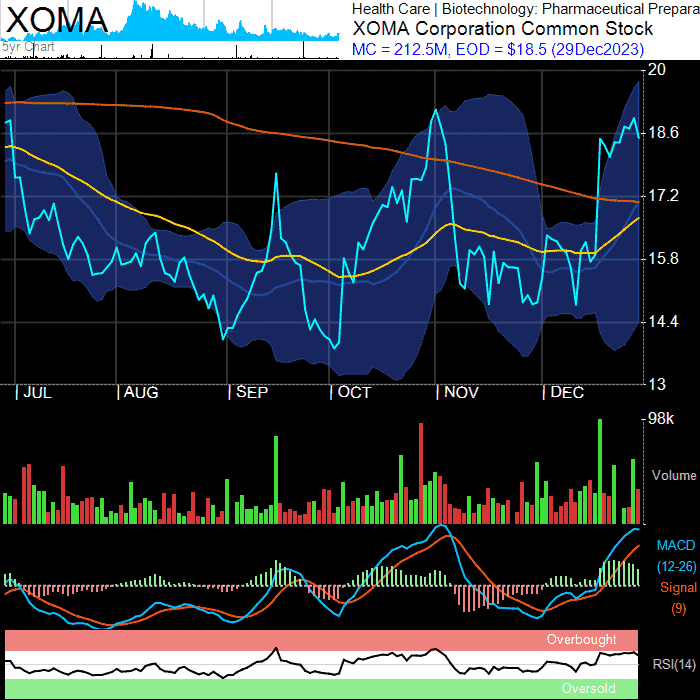 XOMA
5yr Chart
Health Care | Biotechnology: Pharmaceutical Prepara
XOMA Corporation Common Stock
MC = 212.5M, EOD = $18.5 (29Dec2023)
20
18.6
17.2
15.8
14.4
13
| JUL | AUG | SEP | OCT | NOV | DEC
98k
Volume
MACD
(12-26)
Signal
(9)
Overbought
RSI(14)
Oversold